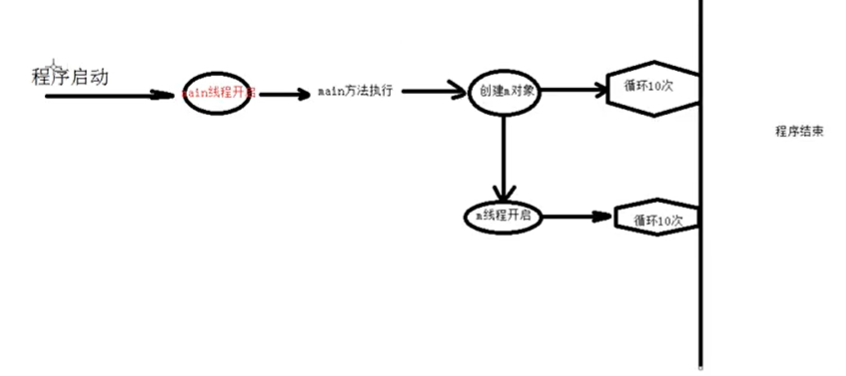 程序启动
main线程开启
main方法执行
创建m对象
循环10次
程序结束
m线程开启
循环10次